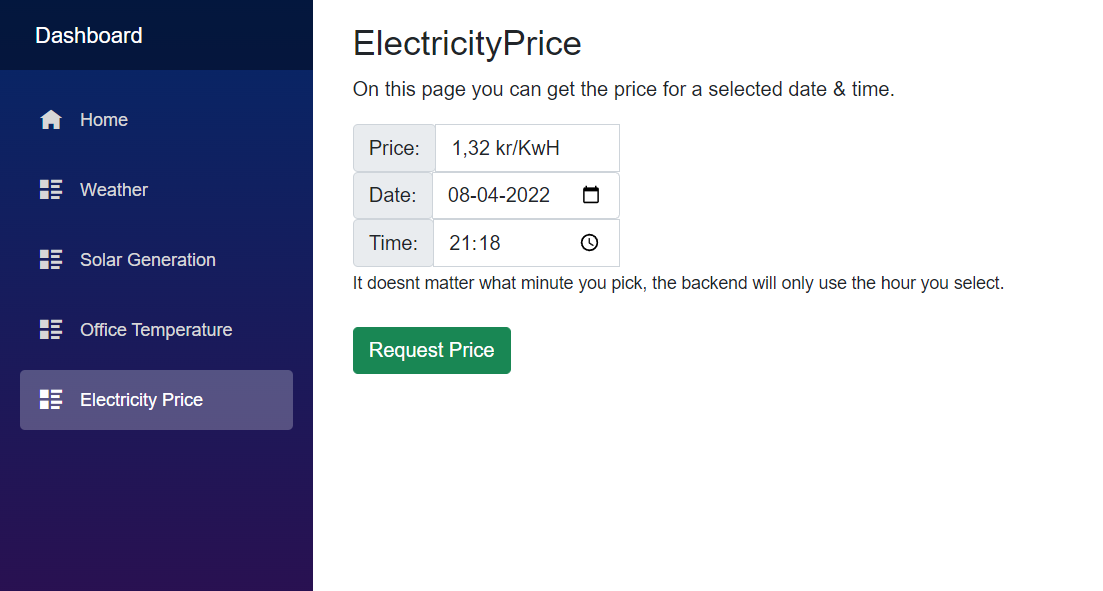 Dashboard
Home
Weather
Solar Generation
Office Temperature
Electricity Price
ElectricityPrice
On this page you can get the price for a selected date & time.
Price: 1,32 kr/KwH
Date: 08-04-2022
Time: 21:18
It doesnt matter what minute you pick, the backend will only use the hour you select.
Request Price